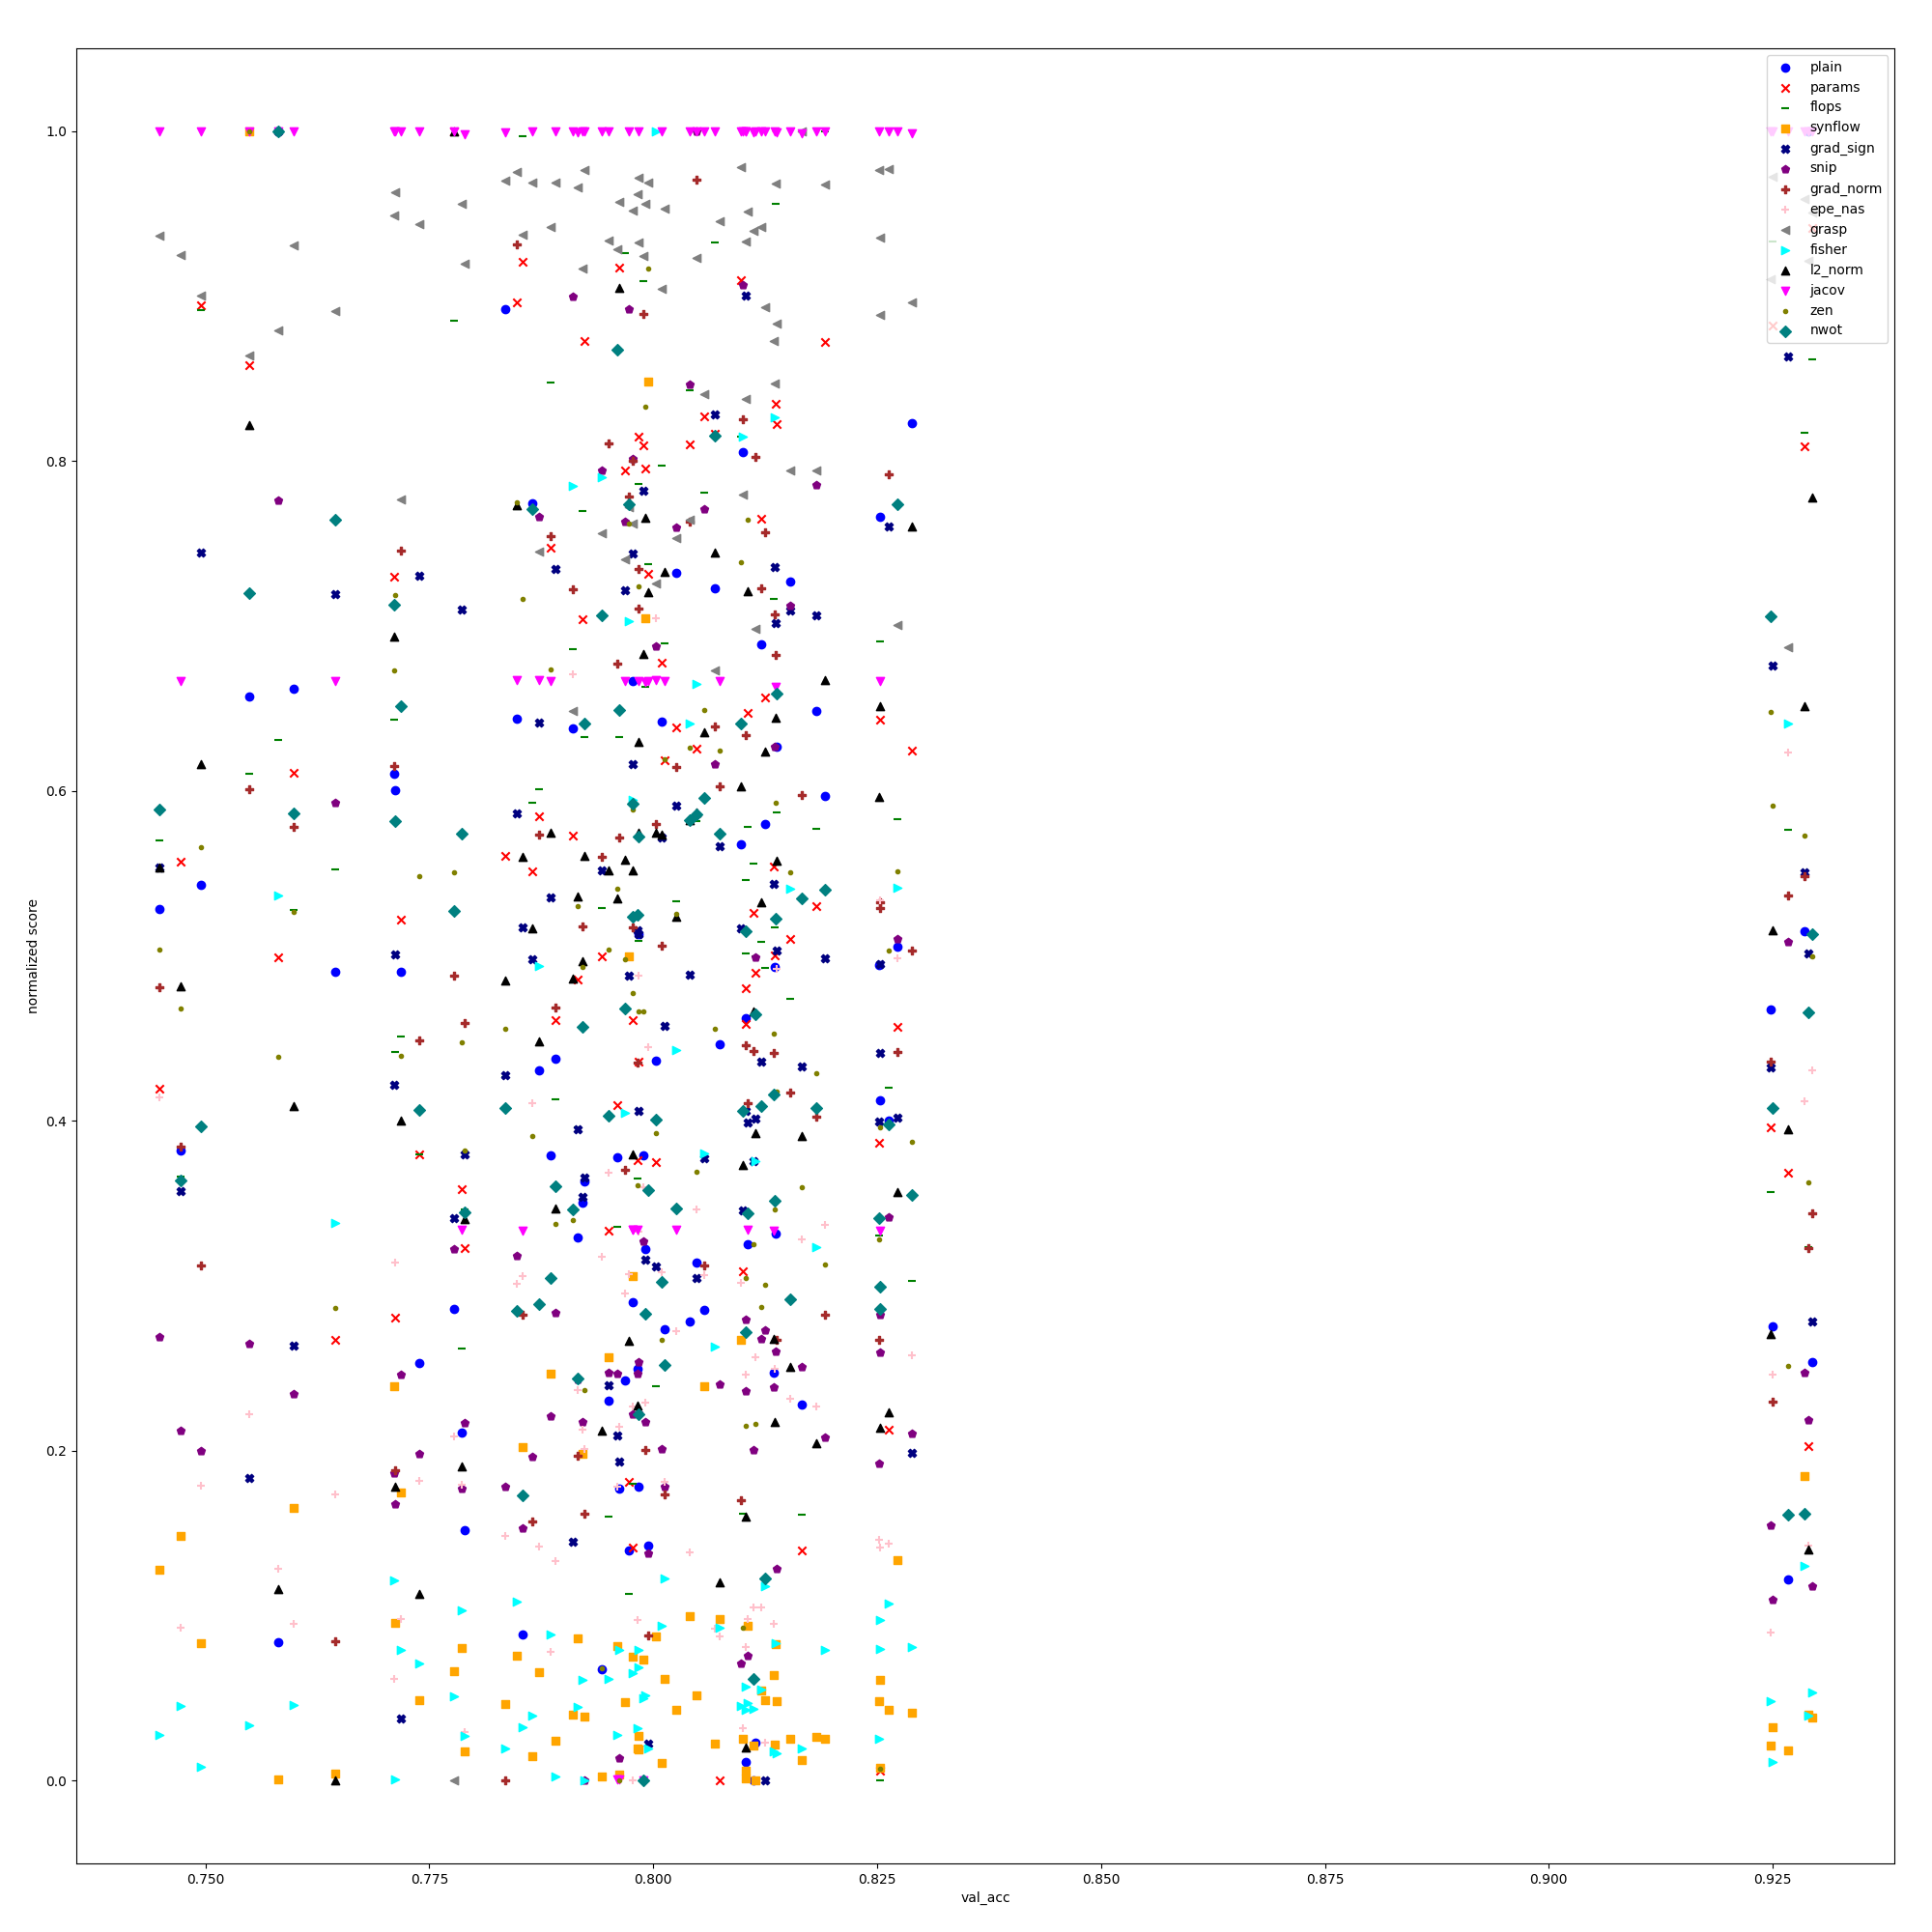 plain
params
flops
synflow
grad_sign
snip
grad_norm
epe_nas
grasp
fisher
l2_norm
jacov
zen
nwot
1.0
0.8
0.6
0.4
0.2
0.0
normalized score
0.750 0.775 0.800 0.825 0.850 0.875 0.900 0.925
val_acc